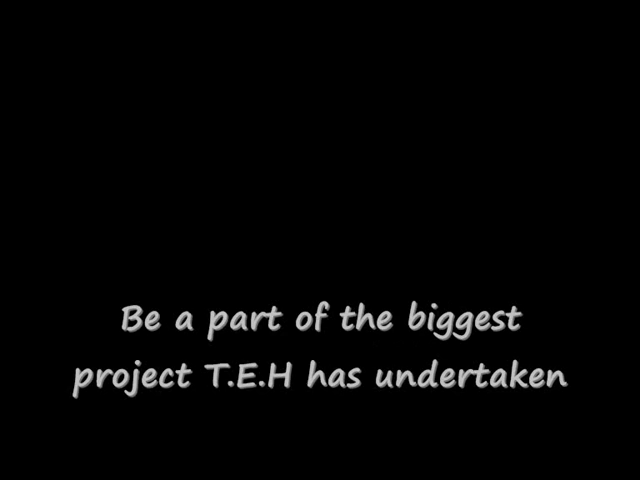 Be a part of the biggest
project T.E.H has undertaken